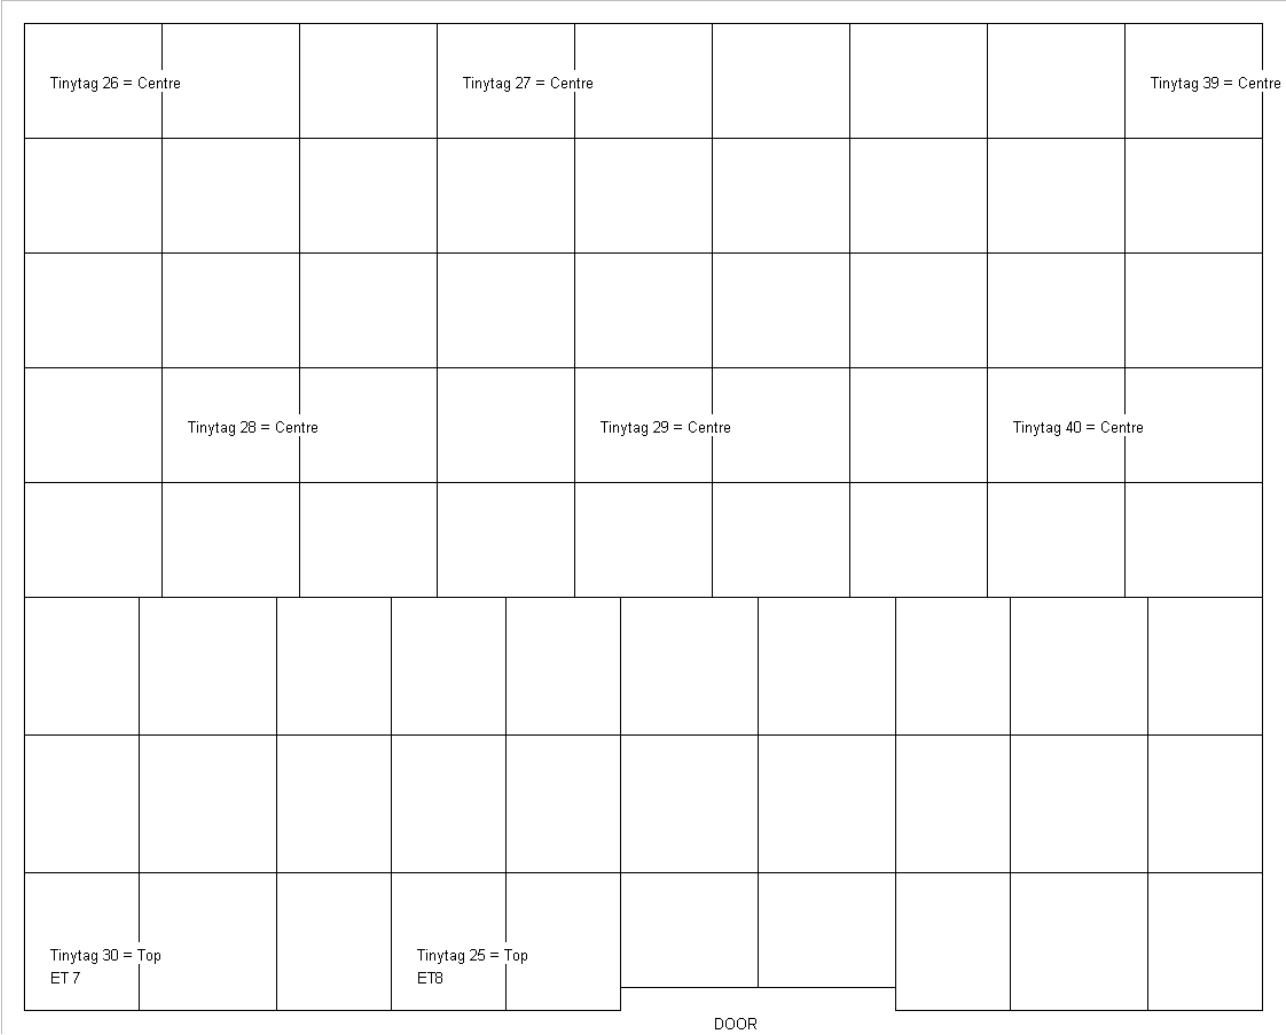 Tinytag 26 = Centre
Tinytag 27 = Centre
Tinytag 39 = Centre
Tinytag 28 = Centre
Tinytag 29 = Centre
Tinytag 40 = Centre
Tinytag 30 = Top
ET 7
Tinytag 25 = Top
ET8
DOOR